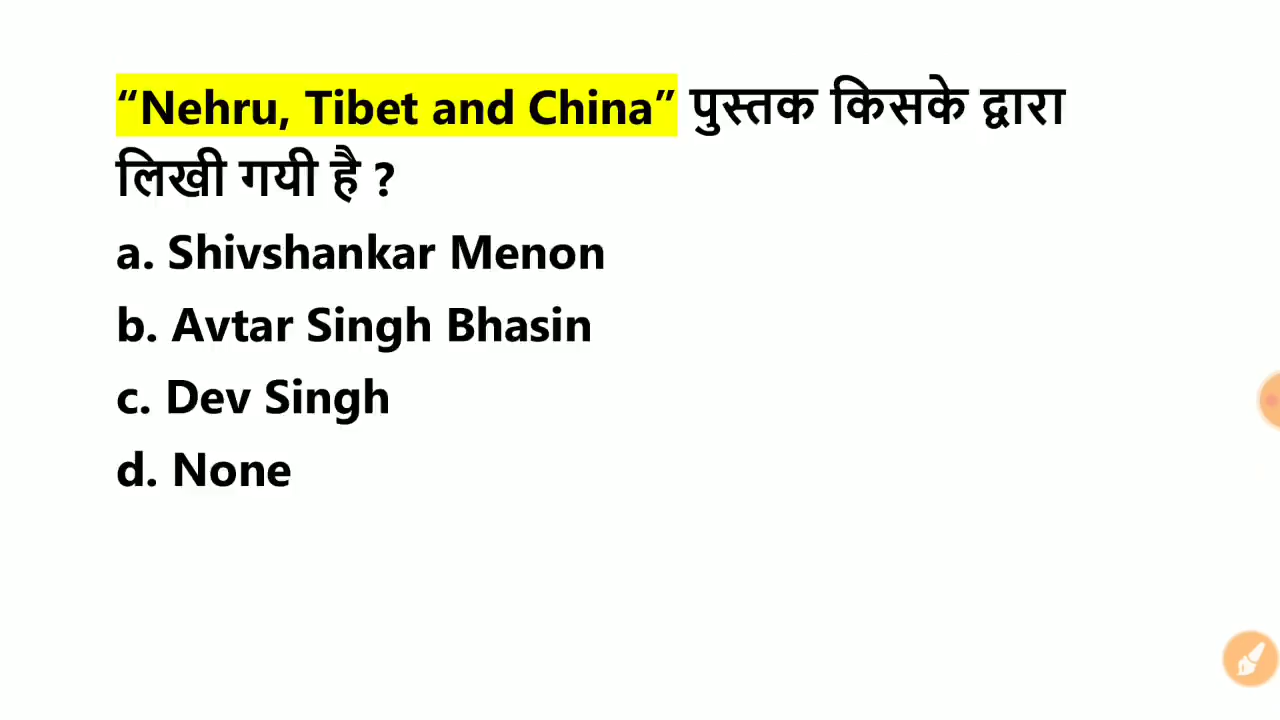 “Nehru, Tibet and China” पुस्तक किसके द्वारा
लिखी गयी है ?
a. Shivshankar Menon
b. Avtar Singh Bhasin
c. Dev Singh
d. None